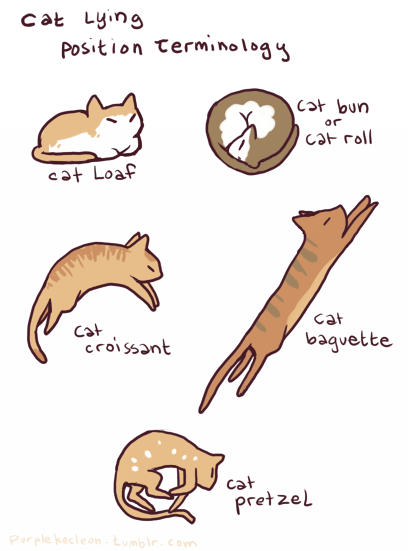 Cat Lying
Position Terminology
cat Loaf
cat bun
or
cat roll
cat
croissant
cat
baguette
cat
pretzel
purplekecleon.tumblr.com